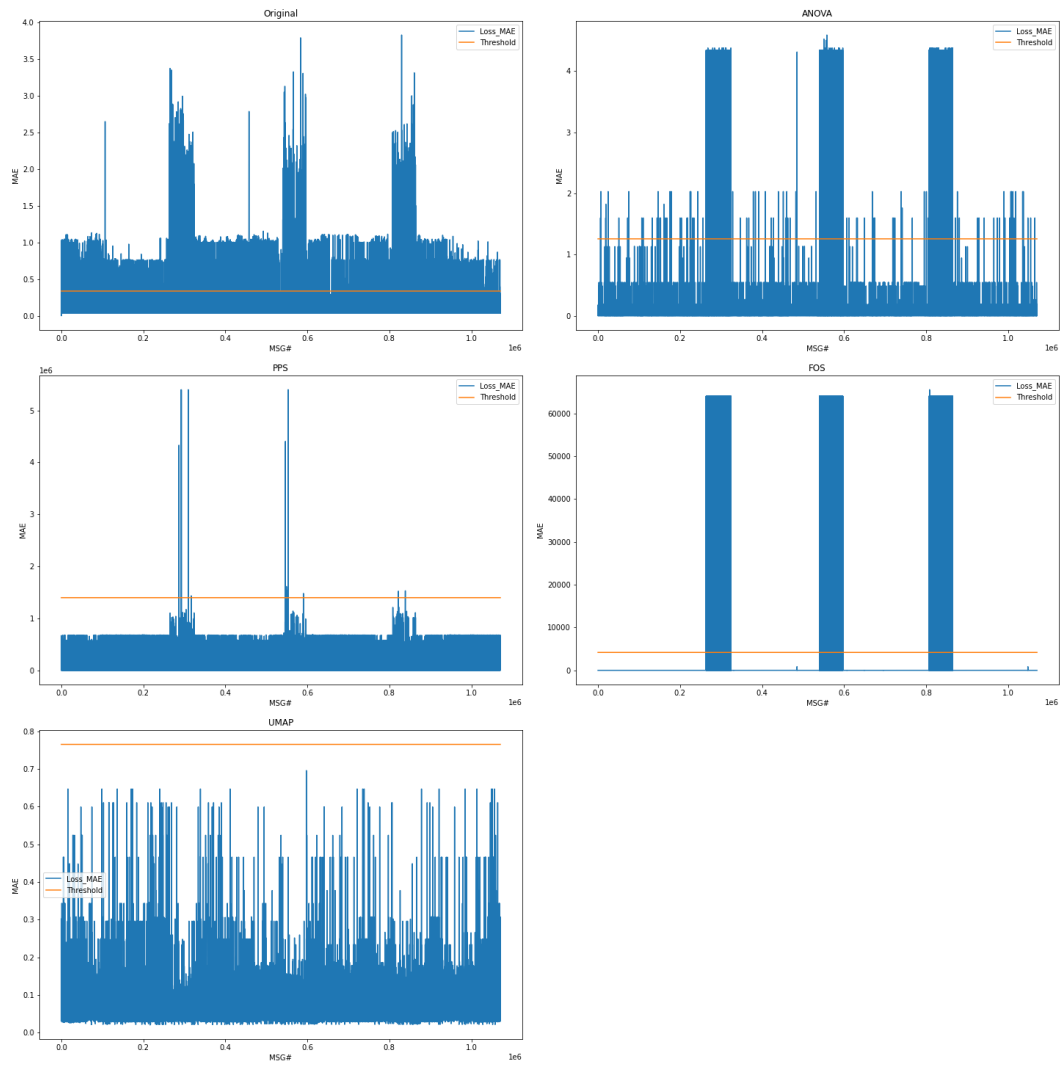 Original
4.0
3.5
3.0
2.5
2.0
1.5
1.0
0.5
0.0
MAE
Loss_MAE
Threshold
0.0 0.2 0.4 0.6 0.8 1.0
1e6
MSG#
ANOVA
4
3
2
1
0
MAE
Loss_MAE
Threshold
0.0 0.2 0.4 0.6 0.8 1.0
1e6
MSG#
PPS
1e6
5
4
3
2
1
0
MAE
Loss_MAE
Threshold
0.0 0.2 0.4 0.6 0.8 1.0
1e6
MSG#
FOS
60000
50000
40000
30000
20000
10000
0
MAE
Loss_MAE
Threshold
0.0 0.2 0.4 0.6 0.8 1.0
1e6
MSG#
UMAP
0.8
0.7
0.6
0.5
0.4
0.3
0.2
0.1
0.0
MAE
Loss_MAE
Threshold
0.0 0.2 0.4 0.6 0.8 1.0
1e6
MSG#